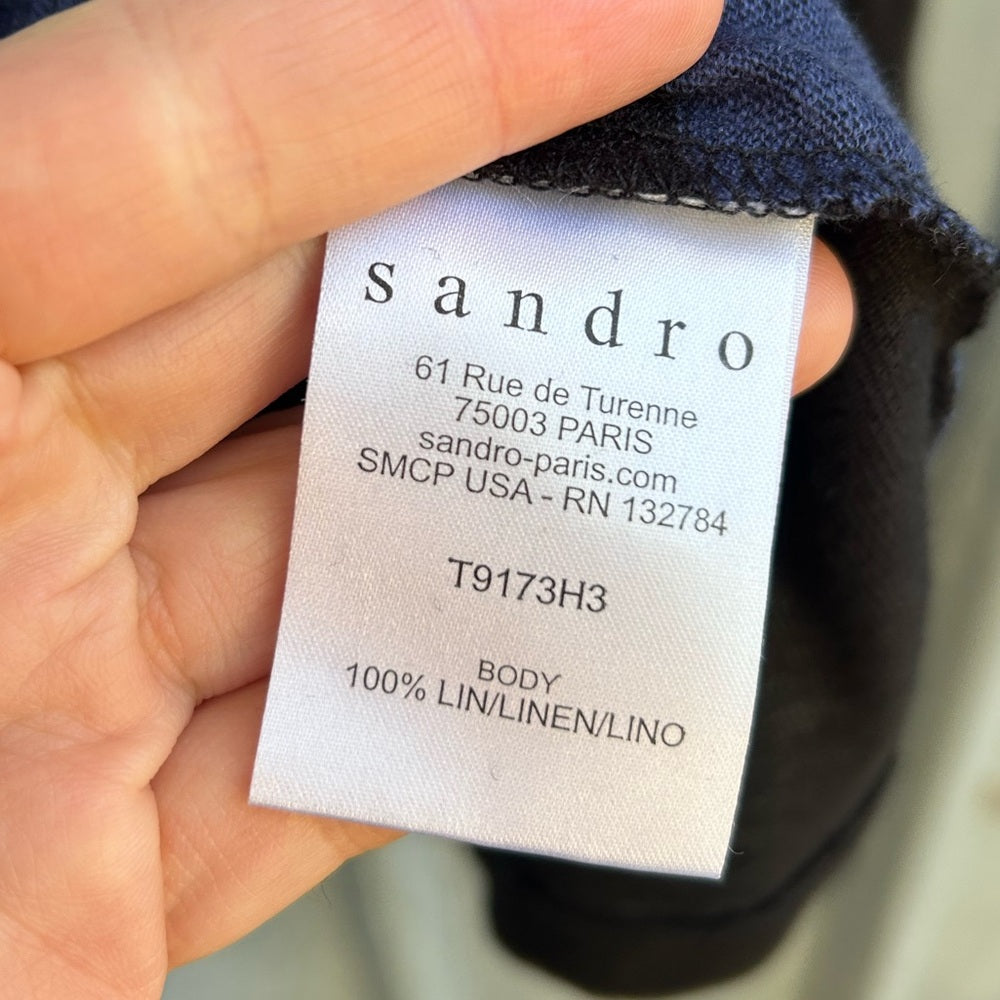 sandro
61 Rue de Turenne
75003 PARIS
sandro-paris.com
SMCP USA - RN 132784
T9173H3
BODY
100% LIN/LINEN/LINO